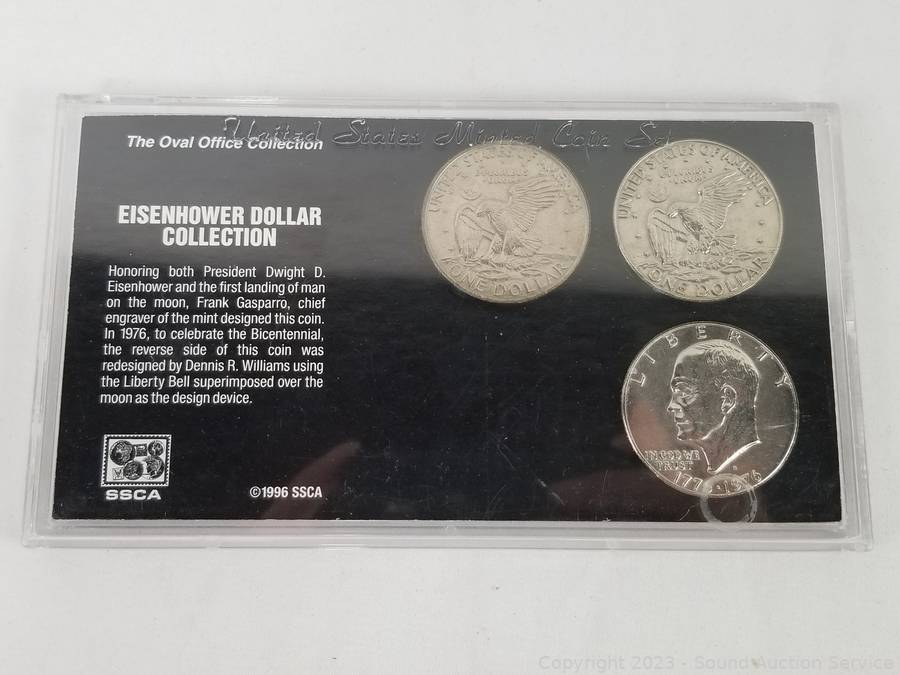 United States Minted Coin Set
The Oval Office Collection
EISENHOWER DOLLAR
COLLECTION
Honoring both President Dwight D.
Eisenhower and the first landing of man
on the moon, Frank Gasparro, chief
engraver of the mint designed this coin.
In 1976, to celebrate the Bicentennial,
the reverse side of this coin was
redesigned by Dennis R. Williams using
the Liberty Bell superimposed over the
moon as the design device.
SSCA
©1996 SSCA
UNITED STATES OF AMERICA
E PLURIBUS
UNUM
ONE DOLLAR
UNITED STATES OF AMERICA
E PLURIBUS
UNUM
ONE DOLLAR
LIBERTY
IN GOD WE
TRUST
1776·1976
Copyright 2023 - Sound Auction Service